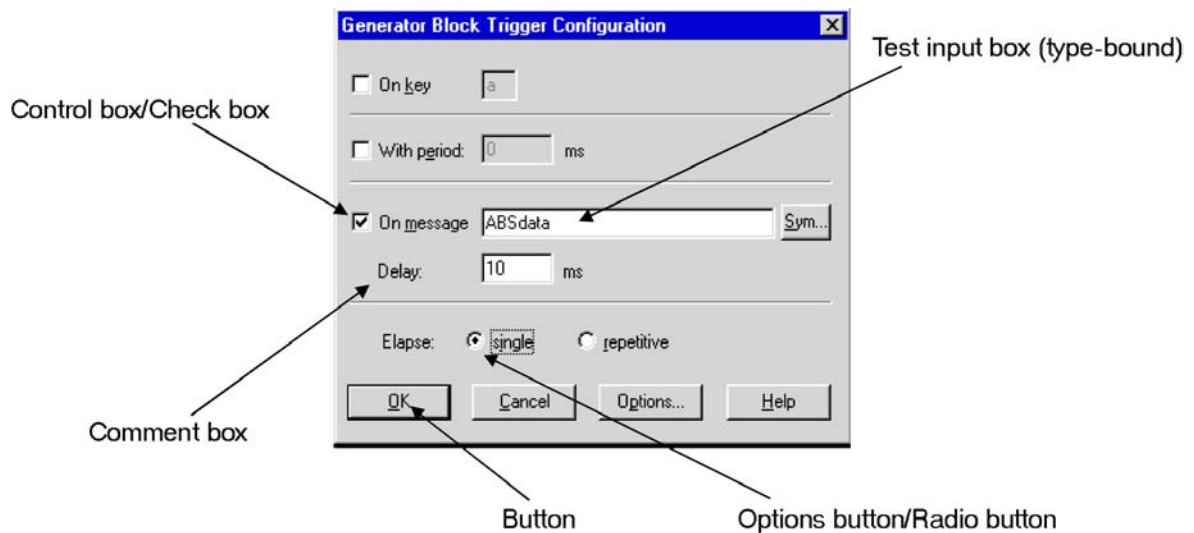 Generator Block Trigger Configuration
Test input box (type-bound)
On key a
Control box/Check box
With period: 0 ms
On message ABSdata Sym...
Delay: 10 ms
Elapse: single repetitive
OK Cancel Options... Help
Comment box
Button
Options button/Radio button